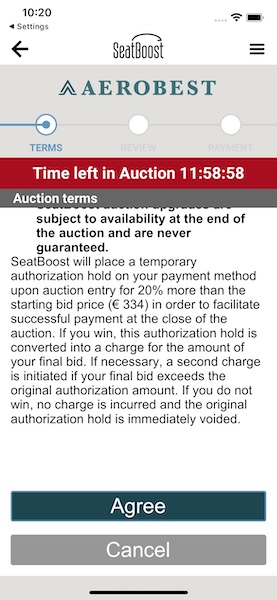 10:20
Settings
SeatBoost
AEROBEST
TERMS
REVIEW
PAYMENT
Time left in Auction 11:58:58
Auction terms
SeatBoost auction upgrades are
subject to availability at the end of
the auction and are never
guaranteed.
SeatBoost will place a temporary
authorization hold on your payment method
upon auction entry for 20% more than the
starting bid price (€ 334) in order to facilitate
successful payment at the close of the
auction. If you win, this authorization hold is
converted into a charge for the amount of
your final bid. If necessary, a second charge
is initiated if your final bid exceeds the
original authorization amount. If you do not
win, no charge is incurred and the original
authorization hold is immediately voided.
Agree
Cancel